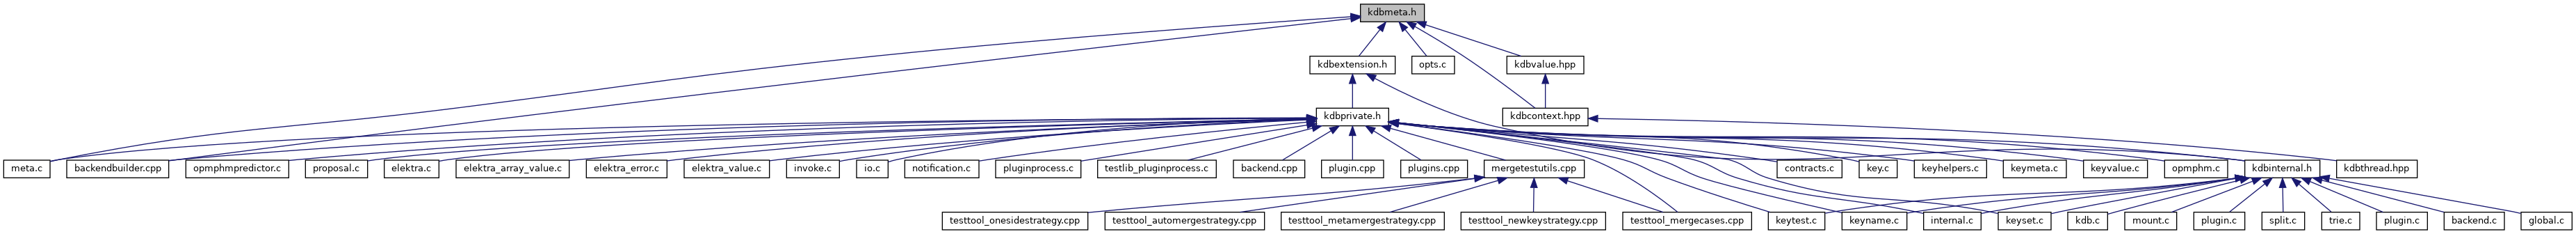 kdbmeta.h
kdbextension.h
opts.c
kdbvalue.hpp
kdbprivate.h
kdbcontext.hpp
meta.c
backendbuilder.cpp
opmphmpredictor.c
proposal.c
elektra.c
elektra_array_value.c
elektra_error.c
elektra_value.c
invoke.c
io.c
notification.c
pluginprocess.c
testlib_pluginprocess.c
backend.cpp
plugin.cpp
plugins.cpp
mergetestutils.cpp
contracts.c
key.c
keyhelpers.c
keymeta.c
keyvalue.c
opmphm.c
kdbinternal.h
kdbthread.hpp
testtool_onesidestrategy.cpp
testtool_automergestrategy.cpp
testtool_metamergestrategy.cpp
testtool_newkeystrategy.cpp
testtool_mergecases.cpp
keytest.c
keyname.c
internal.c
keyset.c
kdb.c
mount.c
plugin.c
split.c
trie.c
plugin.c
backend.c
global.c